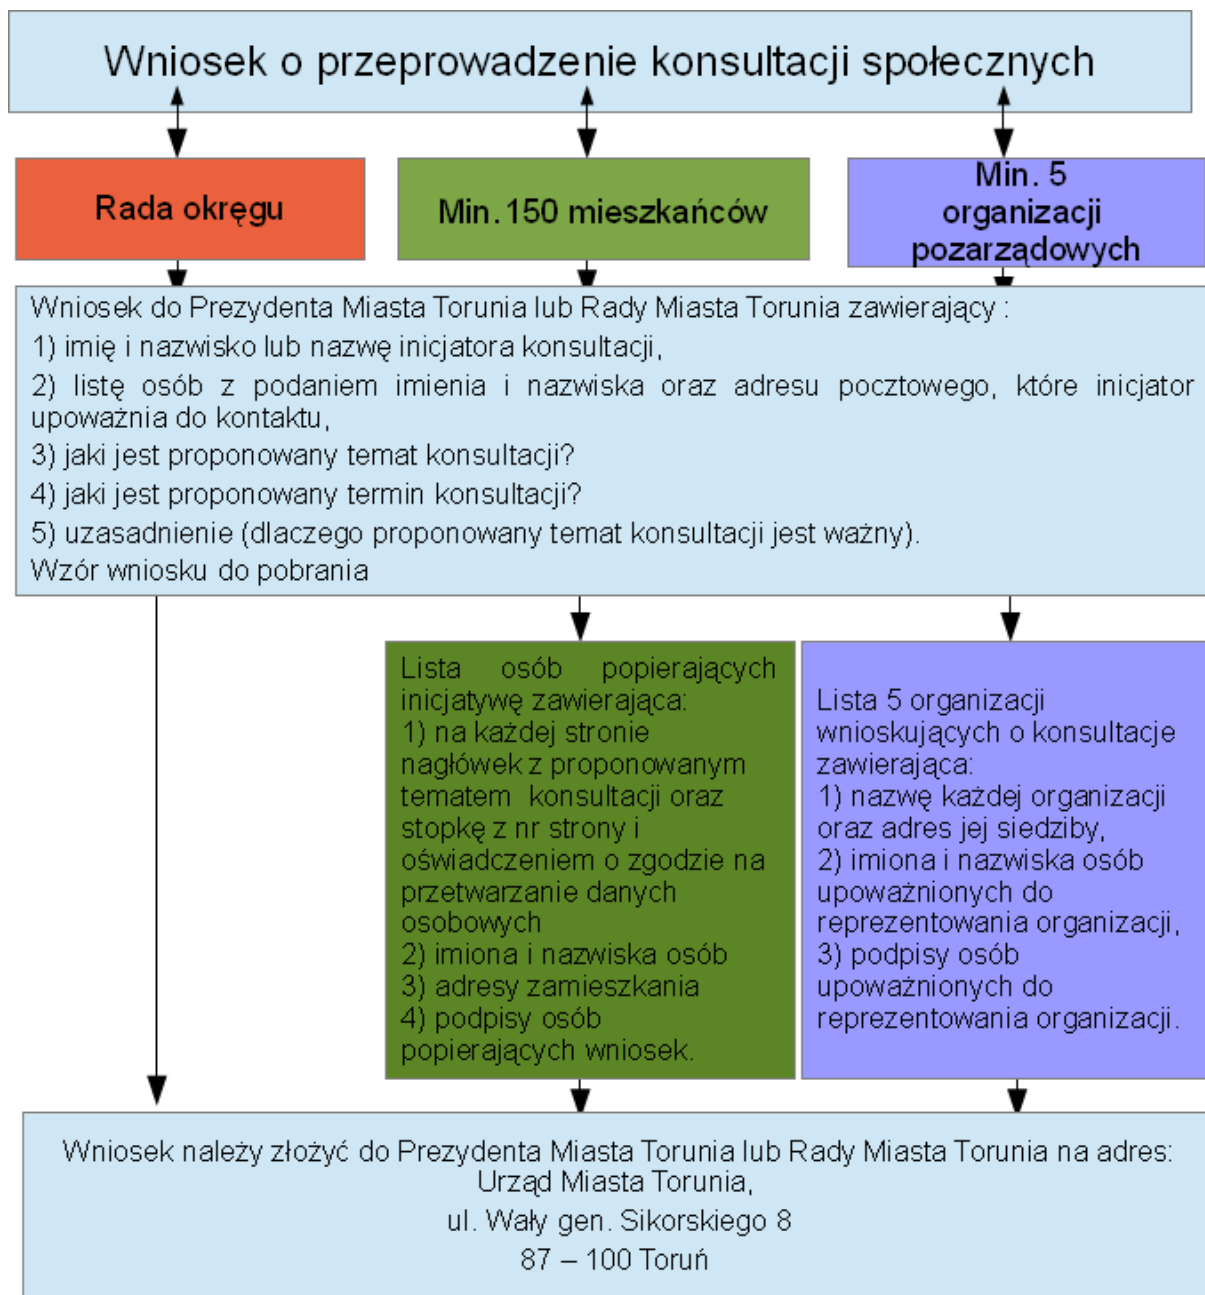 Wniosek o przeprowadzenie konsultacji społecznych
Rada okręgu
Min. 150 mieszkańców
Min. 5
organizacji
pozarządowych
Wniosek do Prezydenta Miasta Torunia lub Rady Miasta Torunia zawierający :
1) imię i nazwisko lub nazwę inicjatora konsultacji,
2) listę osób z podaniem imienia i nazwiska oraz adresu pocztowego, które inicjator
upoważnia do kontaktu,
3) jaki jest proponowany temat konsultacji?
4) jaki jest proponowany termin konsultacji?
5) uzasadnienie (dlaczego proponowany temat konsultacji jest ważny).
Wzór wniosku do pobrania
Lista osób popierających
inicjatywę zawierająca:
1) na każdej stronie
nagłówek z proponowanym
tematem konsultacji oraz
stopkę z nr strony i
oświadczeniem o zgodzie na
przetwarzanie danych
osobowych
2) imiona i nazwiska osób
3) adresy zamieszkania
4) podpisy osób
popierających wniosek.
Lista 5 organizacji
wnioskujących o konsultacje
zawierająca:
1) nazwę każdej organizacji
oraz adres jej siedziby,
2) imiona i nazwiska osób
upoważnionych do
reprezentowania organizacji,
3) podpisy osób
upoważnionych do
reprezentowania organizacji.
Wniosek należy złożyć do Prezydenta Miasta Torunia lub Rady Miasta Torunia na adres:
Urząd Miasta Torunia,
ul. Wały gen. Sikorskiego 8
87 – 100 Toruń